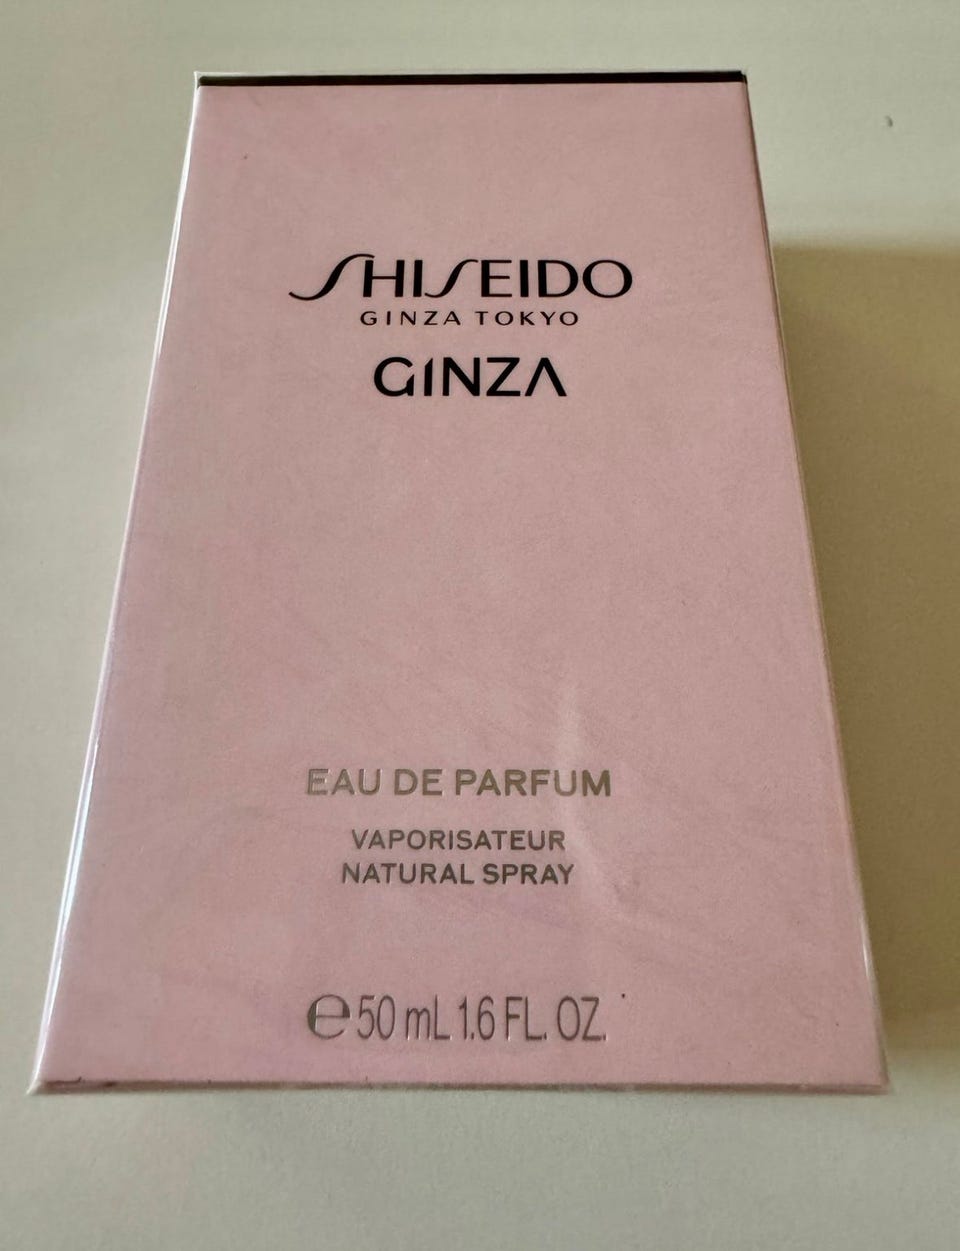 SHISEIDO
GINZA TOKYO
GINZA
EAU DE PARFUM
VAPORISATEUR
NATURAL SPRAY
℮ 50 mL 1.6 FL. OZ.